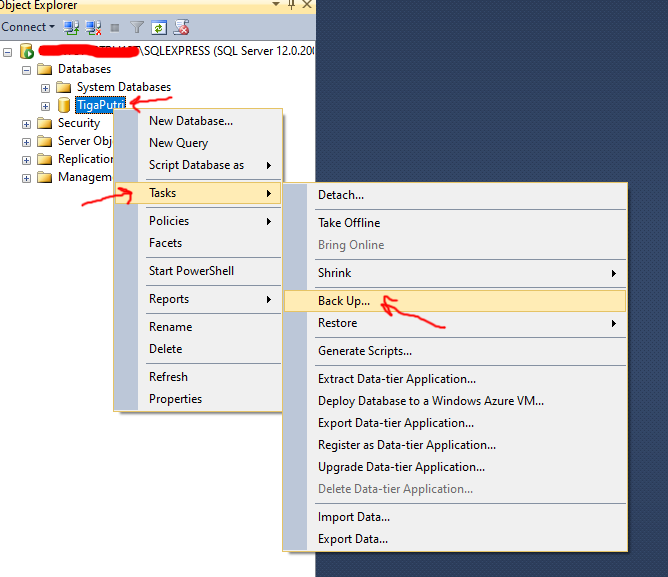 Object Explorer
Connect
\SQLEXPRESS (SQL Server 12.0.200
Databases
System Databases
TigaPutri
Security
Server Obj
Replication
Managem
New Database...
New Query
Script Database as
Tasks
Policies
Facets
Start PowerShell
Reports
Rename
Delete
Refresh
Properties
Detach...
Take Offline
Bring Online
Shrink
Back Up...
Restore
Generate Scripts...
Extract Data-tier Application...
Deploy Database to a Windows Azure VM...
Export Data-tier Application...
Register as Data-tier Application...
Upgrade Data-tier Application...
Delete Data-tier Application...
Import Data...
Export Data...